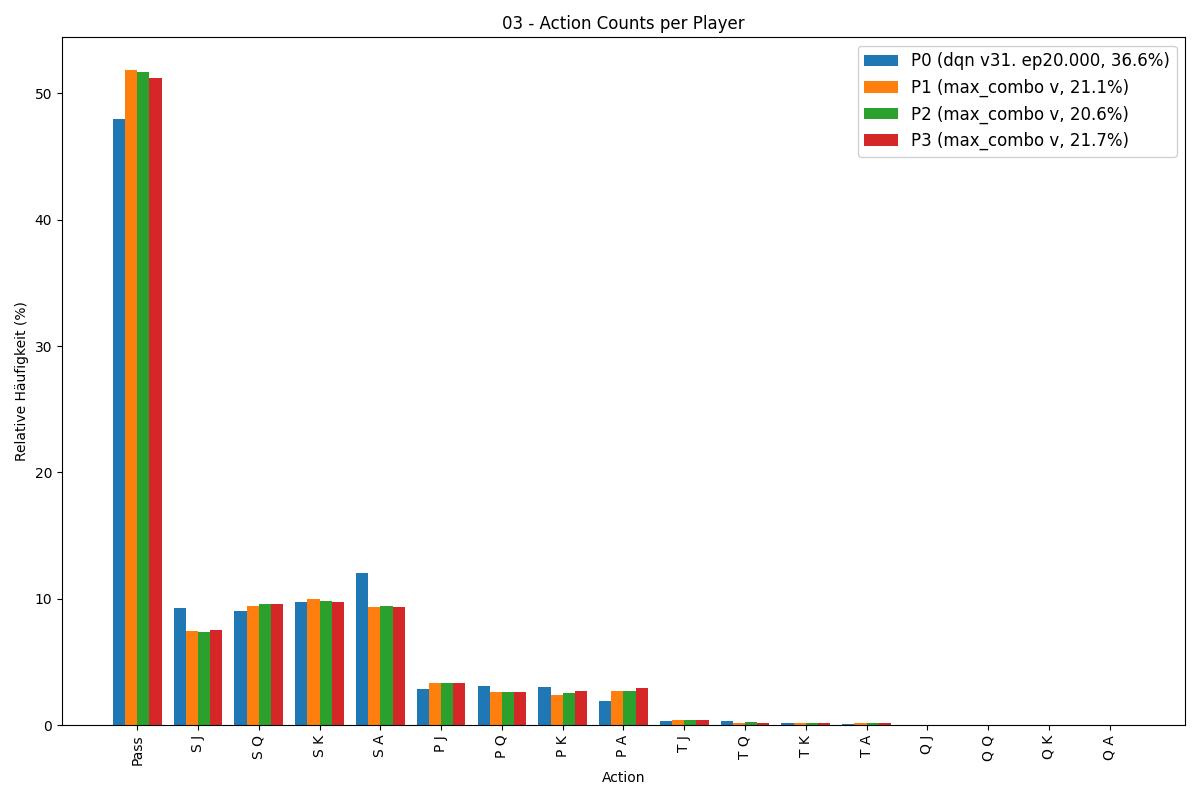 03 - Action Counts per Player
P0 (dqn v31. ep20.000, 36.6%)
P1 (max_combo v, 21.1%)
P2 (max_combo v, 20.6%)
P3 (max_combo v, 21.7%)
Relative Häufigkeit (%)
50
40
30
20
10
0
Pass
S J
S Q
S K
S A
P J
P Q
P K
P A
T J
T Q
T K
T A
Q J
Q Q
Q K
Q A
Action